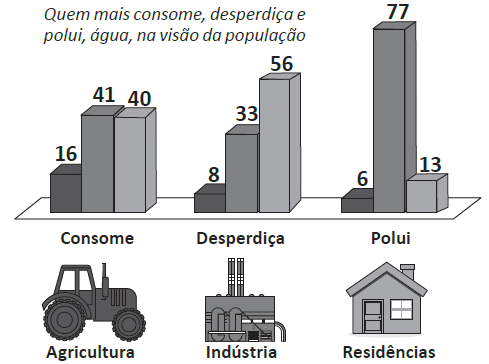 Quem mais consome, desperdiça e
polui, água, na visão da população
16
41
40
8
33
56
6
77
13
Consome
Desperdiça
Polui
Agricultura
Indústria
Residências